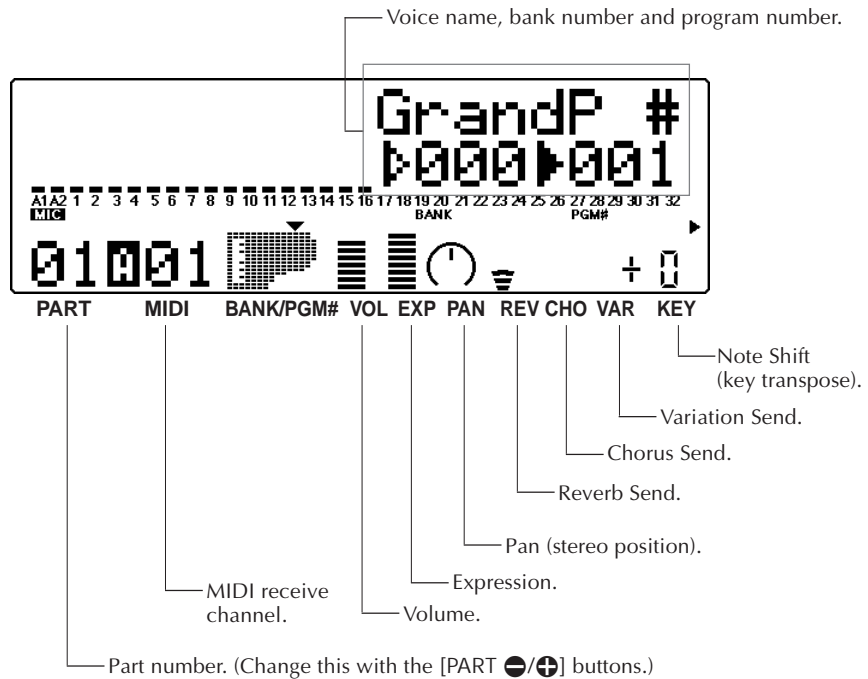 Voice name, bank number and program number.
GrandP #
000 001
A1 A2 1 2 3 4 5 6 7 8 9 10 11 12 13 14 15 16 17 18 19 20 21 22 23 24 25 26 27 28 29 30 31 32
MIC BANK PGM#
01 A01 + 0
PART MIDI BANK/PGM# VOL EXP PAN REV CHO VAR KEY
Note Shift
(key transpose).
Variation Send.
Chorus Send.
Reverb Send.
Pan (stereo position).
Expression.
MIDI receive
channel.
Volume.
Part number. (Change this with the [PART −/+] buttons.)